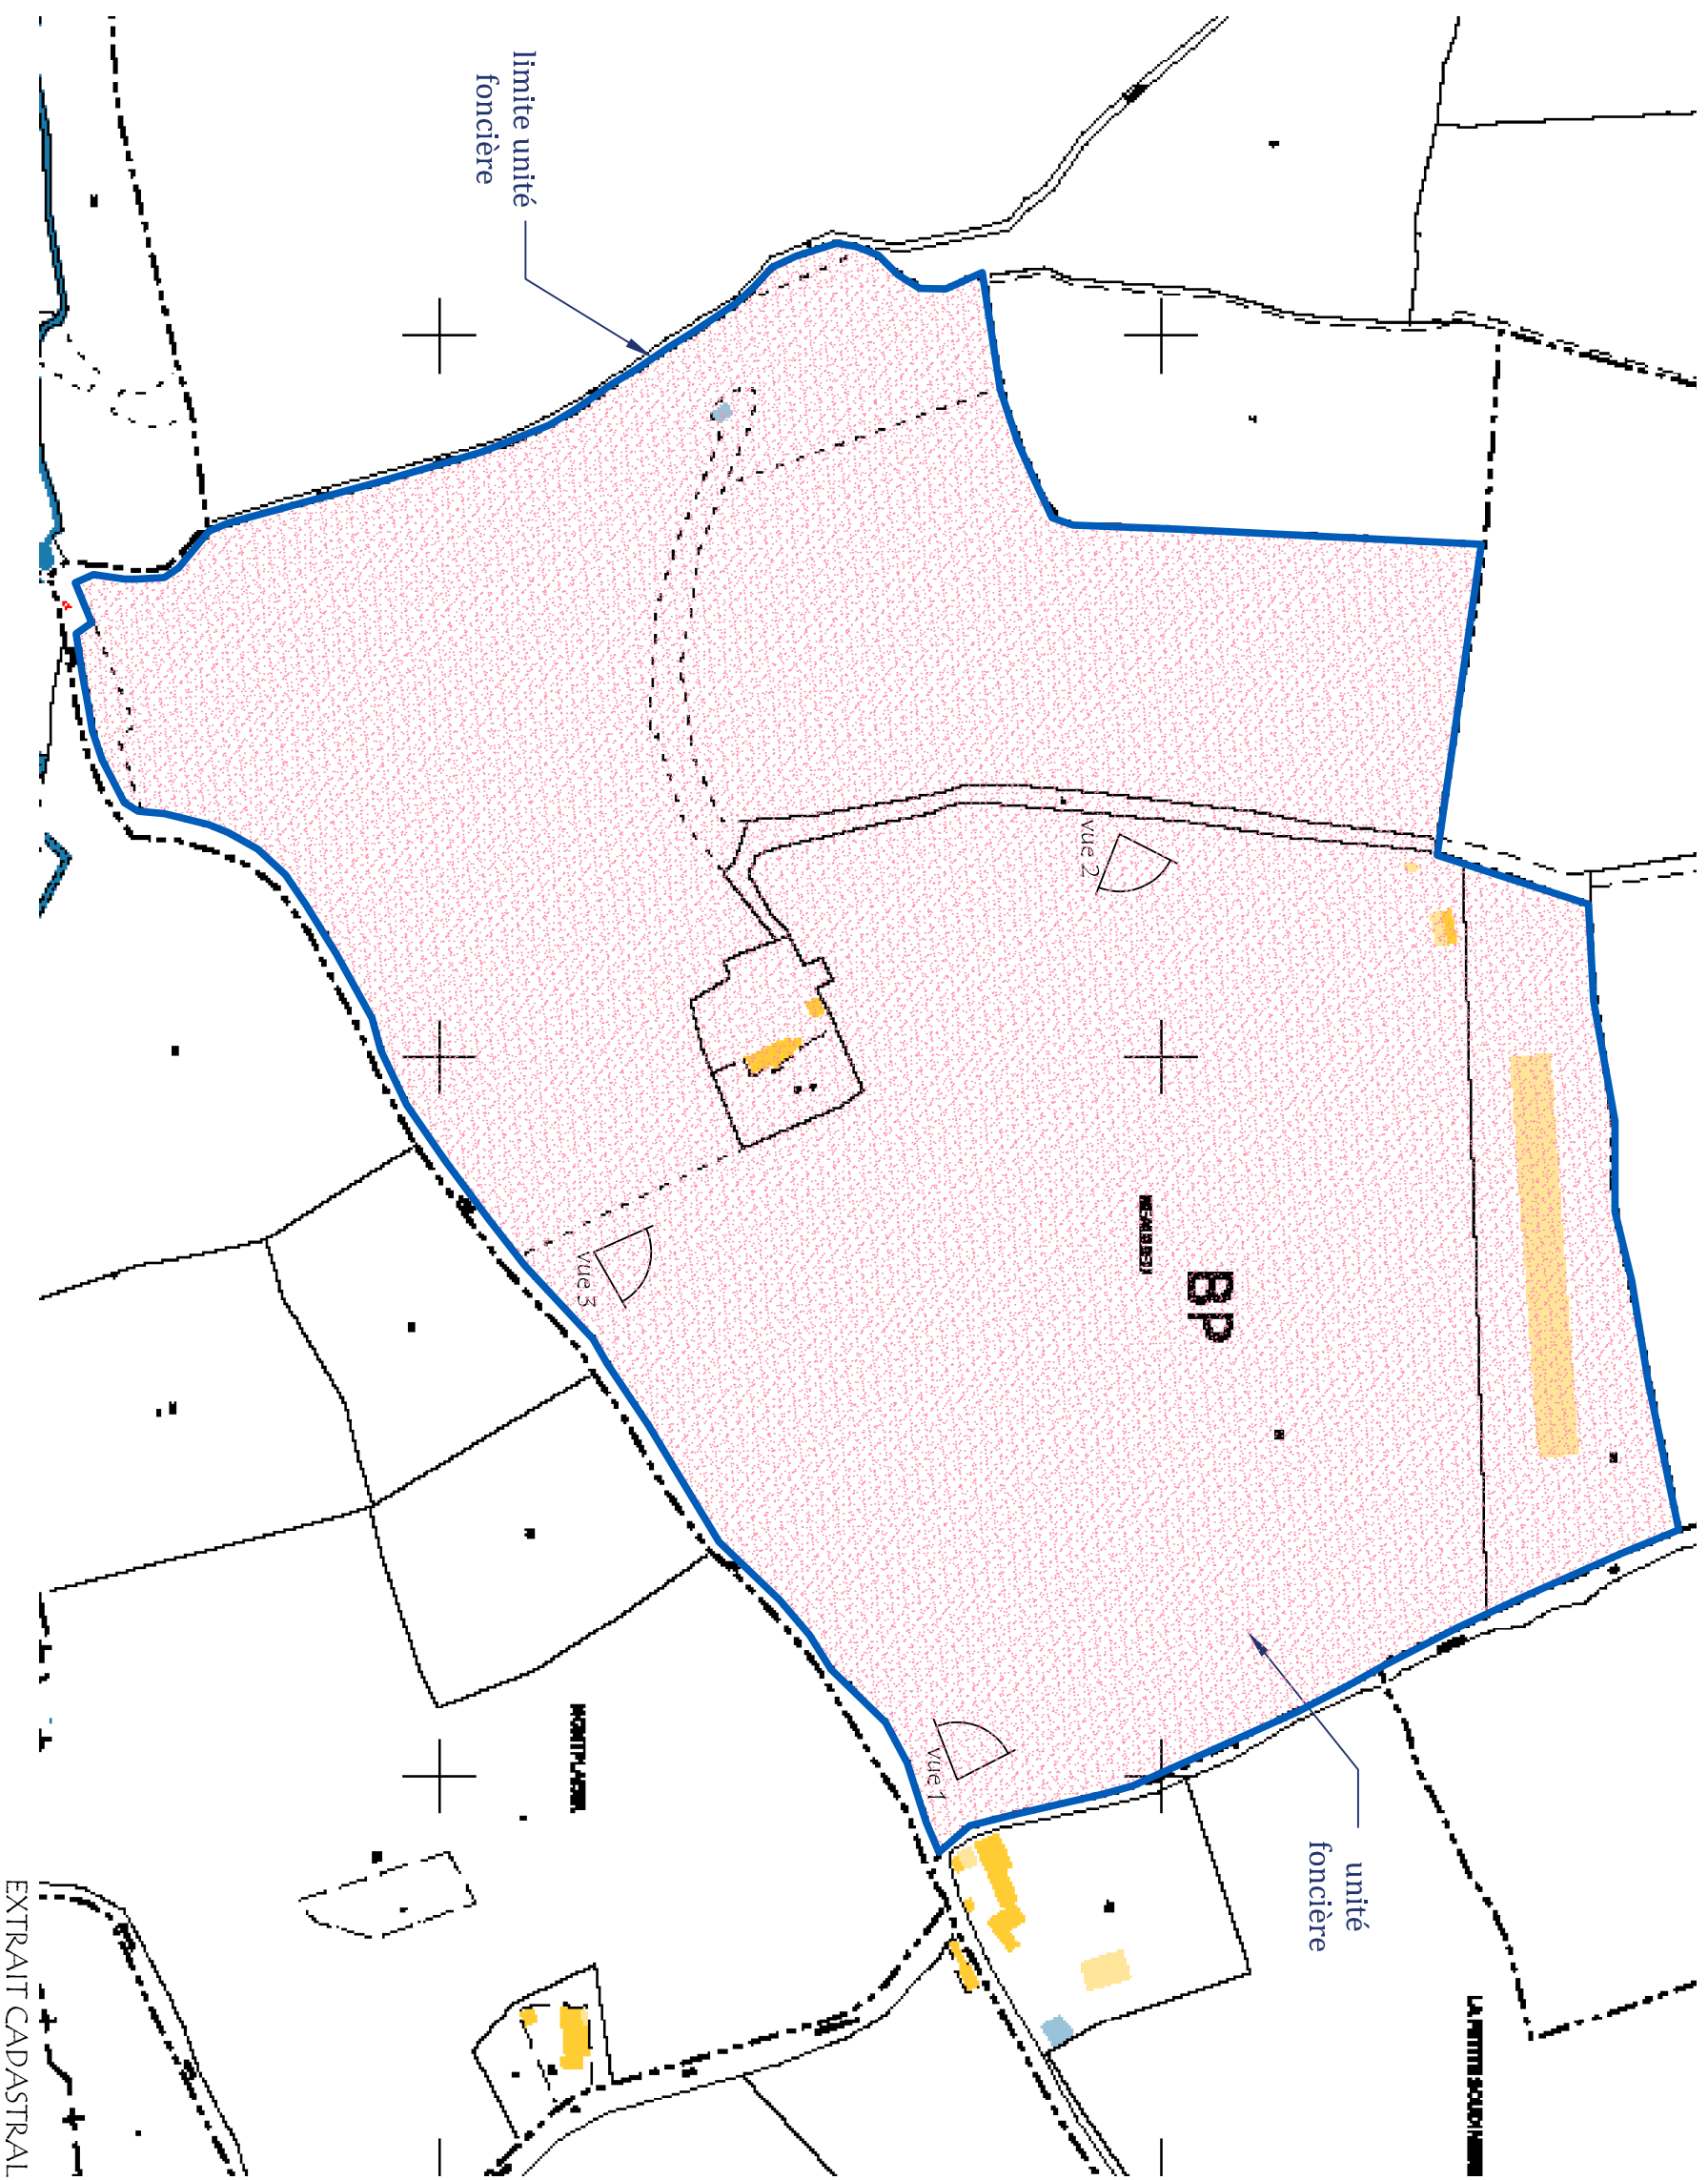 limite unité
foncière
vue 2
vue 3
BP
vue 1
unité
foncière
EXTRAIT CADASTRAL